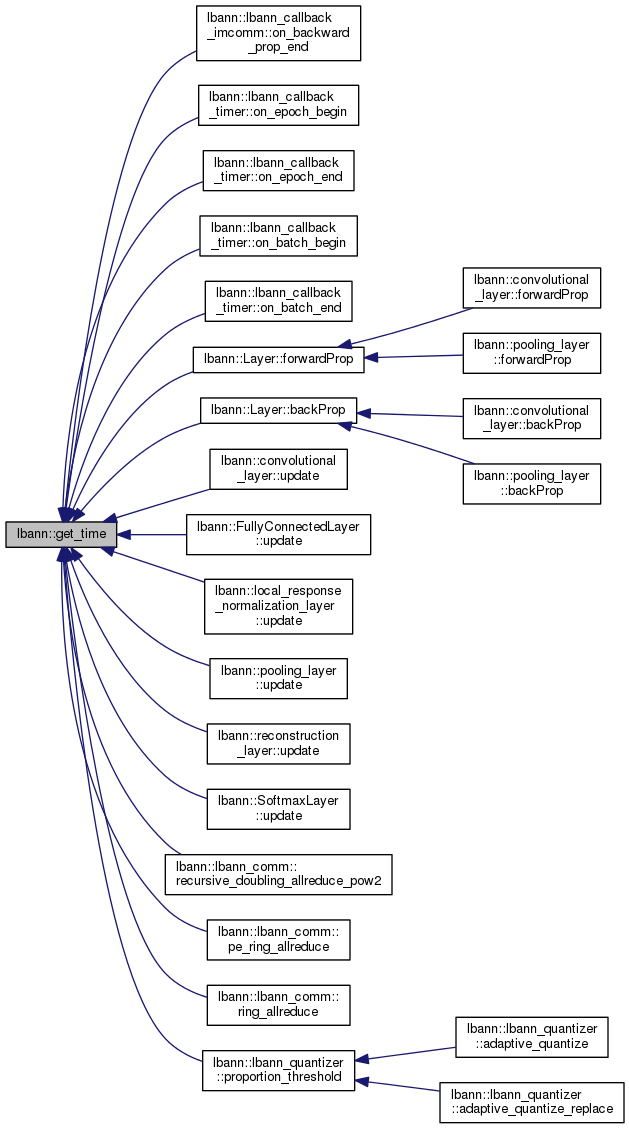 lbann::lbann_callback
_imcomm::on_backward
_prop_end
lbann::lbann_callback
_timer::on_epoch_begin
lbann::lbann_callback
_timer::on_epoch_end
lbann::lbann_callback
_timer::on_batch_begin
lbann::lbann_callback
_timer::on_batch_end
lbann::convolutional
_layer::forwardProp
lbann::Layer::forwardProp
lbann::pooling_layer
::forwardProp
lbann::Layer::backProp
lbann::convolutional
_layer::backProp
lbann::convolutional
_layer::update
lbann::pooling_layer
::backProp
lbann::get_time
lbann::FullyConnectedLayer
::update
lbann::local_response
_normalization_layer
::update
lbann::pooling_layer
::update
lbann::reconstruction
_layer::update
lbann::SoftmaxLayer
::update
lbann::lbann_comm::
recursive_doubling_allreduce_pow2
lbann::lbann_comm::
pe_ring_allreduce
lbann::lbann_comm::
ring_allreduce
lbann::lbann_quantizer
::proportion_threshold
lbann::lbann_quantizer
::adaptive_quantize
lbann::lbann_quantizer
::adaptive_quantize_replace